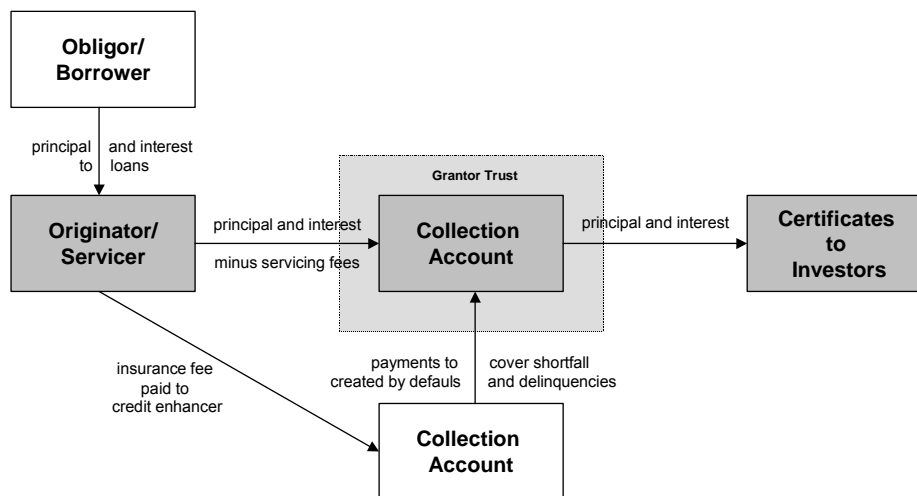 Obligor/
Borrower
principal and interest
to loans
Grantor Trust
Originator/
Servicer
principal and interest
minus servicing fees
Collection
Account
principal and interest
Certificates
to
Investors
insurance fee
paid to
credit enhancer
payments to cover shortfall
created by defauls and delinquencies
Collection
Account